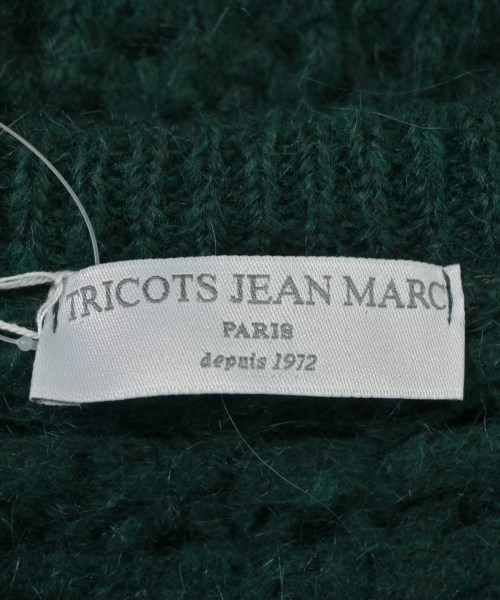 TRICOTS JEAN MARC
PARIS
depuis 1972